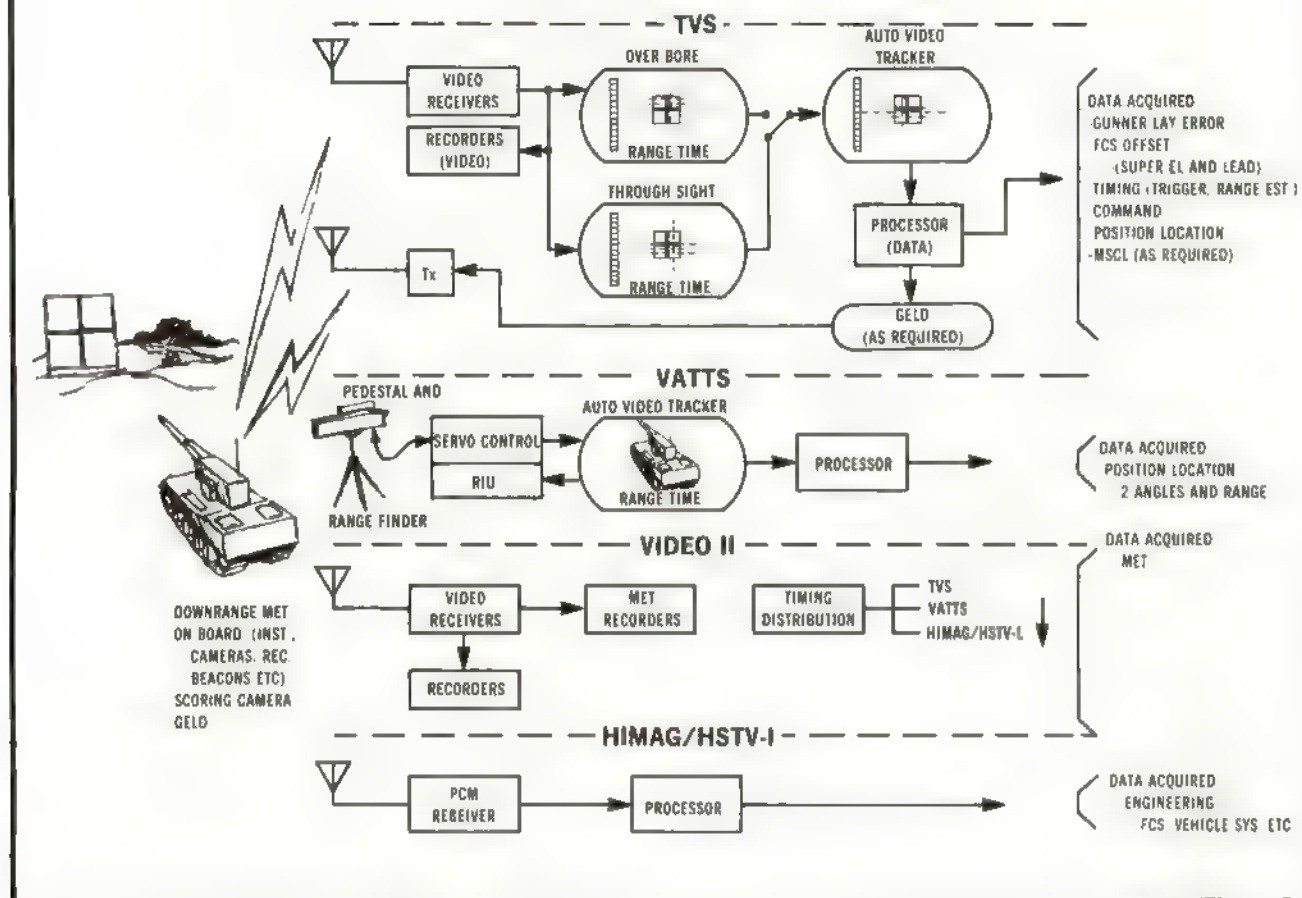 TVS
VIDEO
RECEIVERS
RECORDERS
(VIDEO)
Tx
OVER BORE
RANGE TIME
THROUGH SIGHT
RANGE TIME
AUTO VIDEO
TRACKER
PROCESSOR
(DATA)
GELD
(AS REQUIRED)
DATA ACQUIRED
GUNNER LAY ERROR
FCS OFFSET
(SUPER EL AND LEAD)
TIMING (TRIGGER, RANGE EST)
COMMAND
POSITION LOCATION
-MSCL (AS REQUIRED)
VATTS
PEDESTAL AND
RANGE FINDER
SERVO CONTROL
RIU
AUTO VIDEO TRACKER
RANGE TIME
PROCESSOR
DATA ACQUIRED
POSITION LOCATION
2 ANGLES AND RANGE
DOWNRANGE MET
ON BOARD (INST,
CAMERAS, REC.
BEACONS ETC)
SCORING CAMERA
GELD
VIDEO II
VIDEO
RECEIVERS
RECORDERS
MET
RECORDERS
TIMING
DISTRIBUTION
TVS
VATTS
HIMAG/HSTV-L
DATA ACQUIRED
MET
HIMAG/HSTV-I
PCM
REBEIVER
PROCESSOR
DATA ACQUIRED
ENGINEERING
FCS VEHICLE SYS ETC